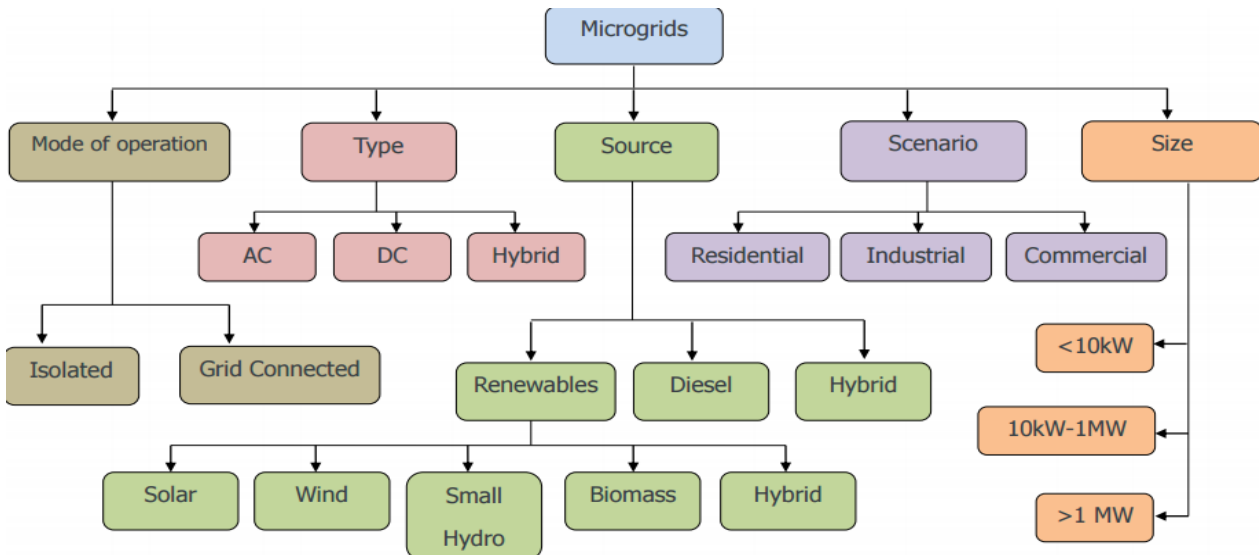 Microgrids
Mode of operation
Type
Source
Scenario
Size
AC
DC
Hybrid
Residential
Industrial
Commercial
<10kW
Isolated
Grid Connected
Renewables
Diesel
Hybrid
10kW-1MW
Solar
Wind
Small
Hydro
Biomass
Hybrid
>1 MW